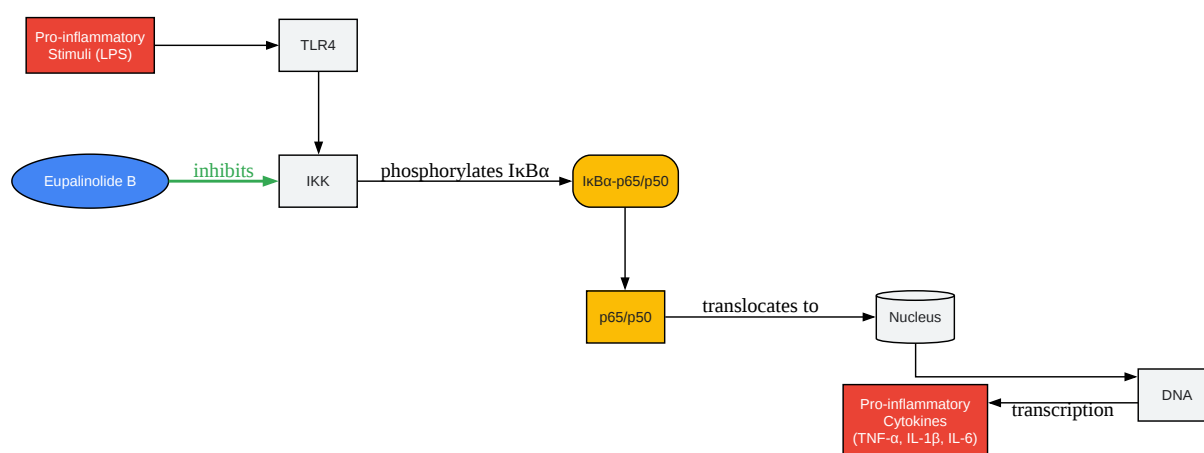 Pro-inflammatory
Stimuli (LPS)
TLR4
Eupalinolide B
inhibits
IKK
phosphorylates IκBα
IκBα-p65/p50
p65/p50
translocates to
Nucleus
DNA
transcription
Pro-inflammatory
Cytokines
(TNF-α, IL-1β, IL-6)